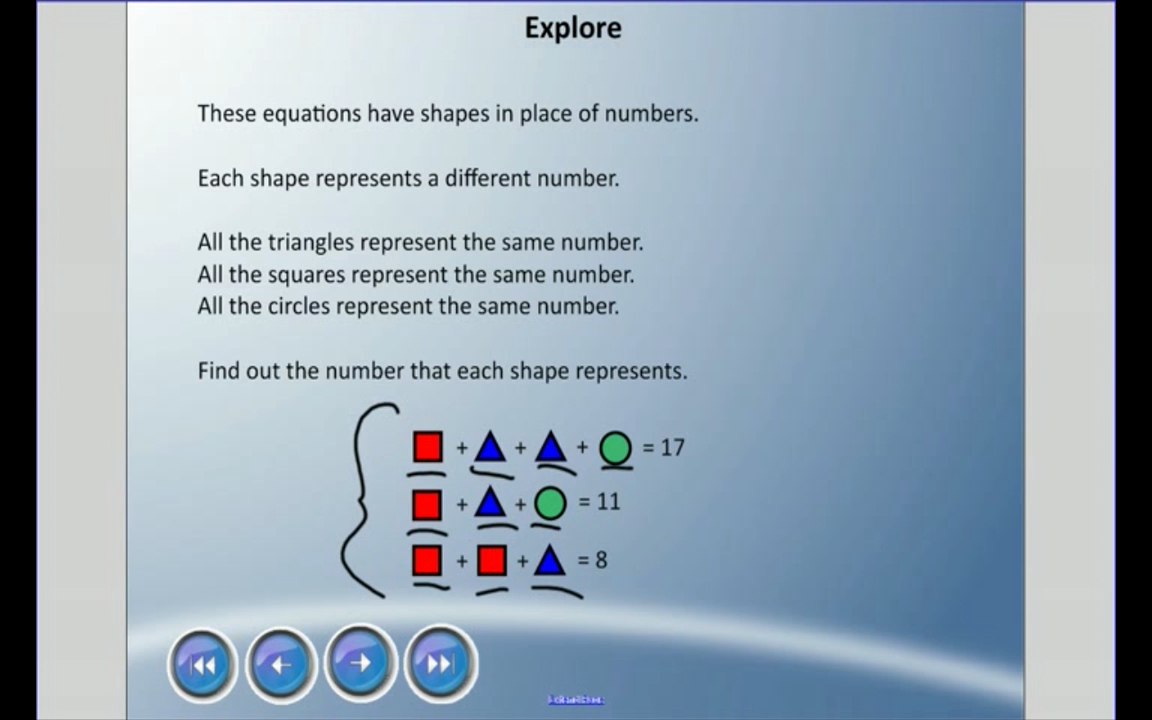 Explore
These equations have shapes in place of numbers.
Each shape represents a different number.
All the triangles represent the same number.
All the squares represent the same number.
All the circles represent the same number.
Find out the number that each shape represents.
+ + + = 17
+ + = 11
+ + = 8